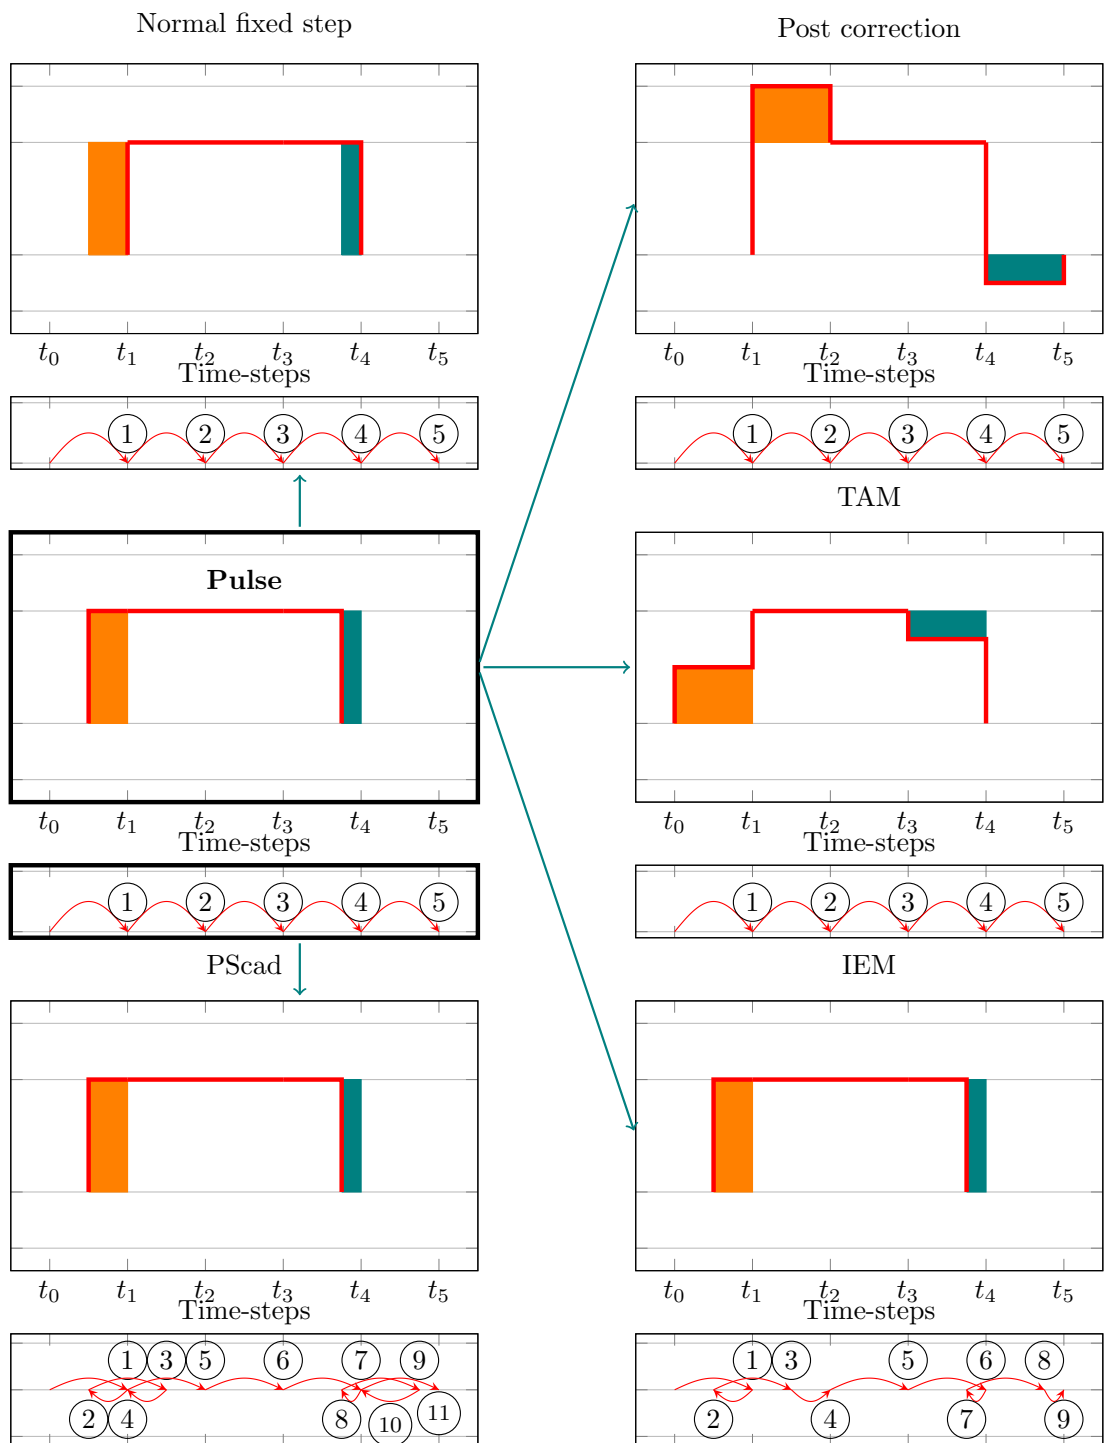 Normal fixed step
t0 t1 t2 t3 t4 t5
Time-steps
1 2 3 4 5
Post correction
t0 t1 t2 t3 t4 t5
Time-steps
1 2 3 4 5
Pulse
t0 t1 t2 t3 t4 t5
Time-steps
1 2 3 4 5
TAM
t0 t1 t2 t3 t4 t5
Time-steps
1 2 3 4 5
PScad
t0 t1 t2 t3 t4 t5
Time-steps
1 3 5 6 7 9
2 4 8 10 11
IEM
t0 t1 t2 t3 t4 t5
Time-steps
1 3 5 6 8
2 4 7 9